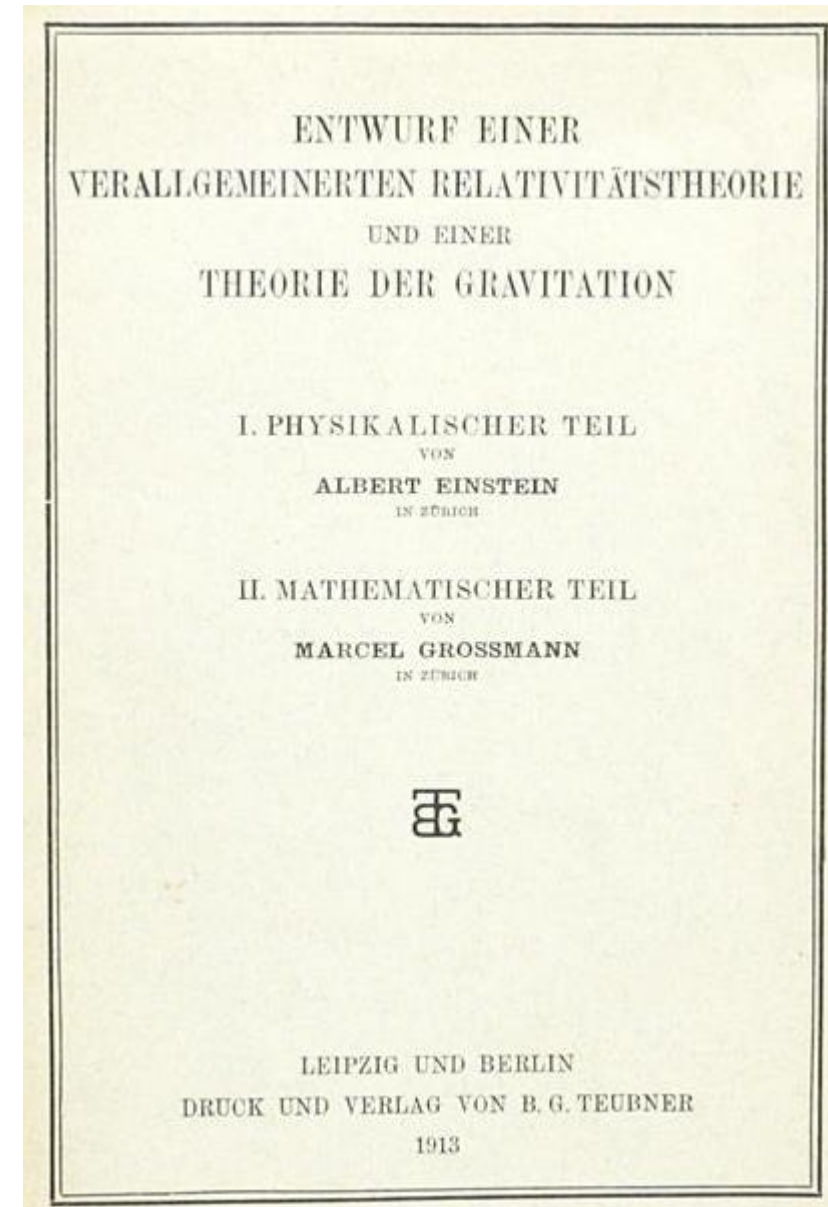 ENTWURF EINER
VERALLGEMEINERTEN RELATIVITÄTSTHEORIE
UND EINER
THEORIE DER GRAVITATION
I. PHYSIKALISCHER TEIL
VON
ALBERT EINSTEIN
IN ZÜRICH
II. MATHEMATISCHER TEIL
VON
MARCEL GROSSMANN
IN ZÜRICH
BTG
LEIPZIG UND BERLIN
DRUCK UND VERLAG VON B. G. TEUBNER
1913